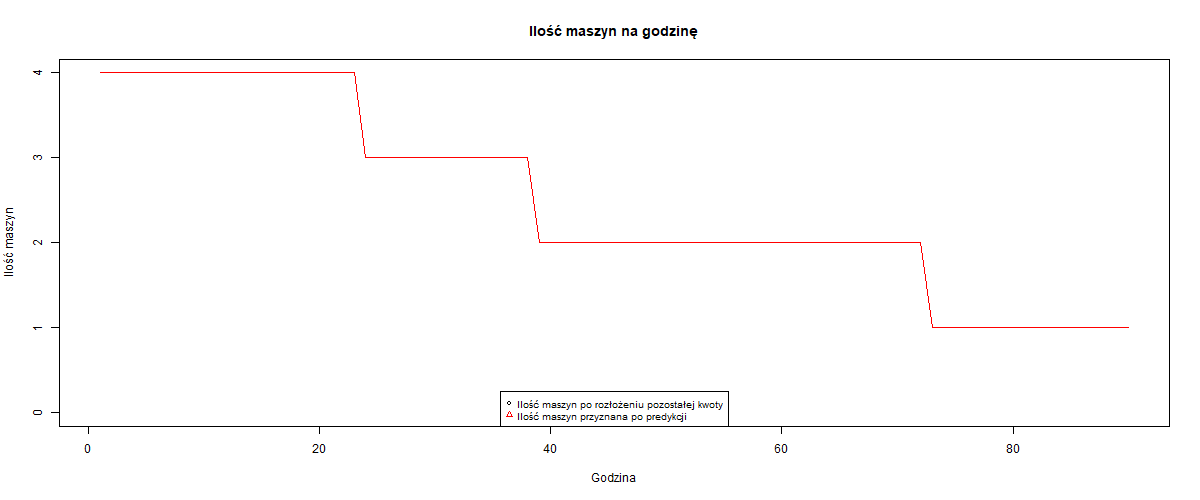 Ilość maszyn na godzinę
Ilość maszyn
4
3
2
1
0
Ilość maszyn po rozłożeniu pozostałej kwoty
Ilość maszyn przyznana po predykcji
0 20 40 60 80
Godzina